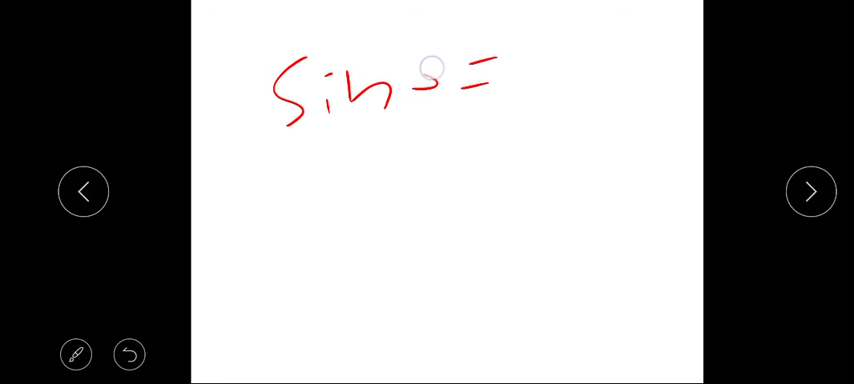 Sin =